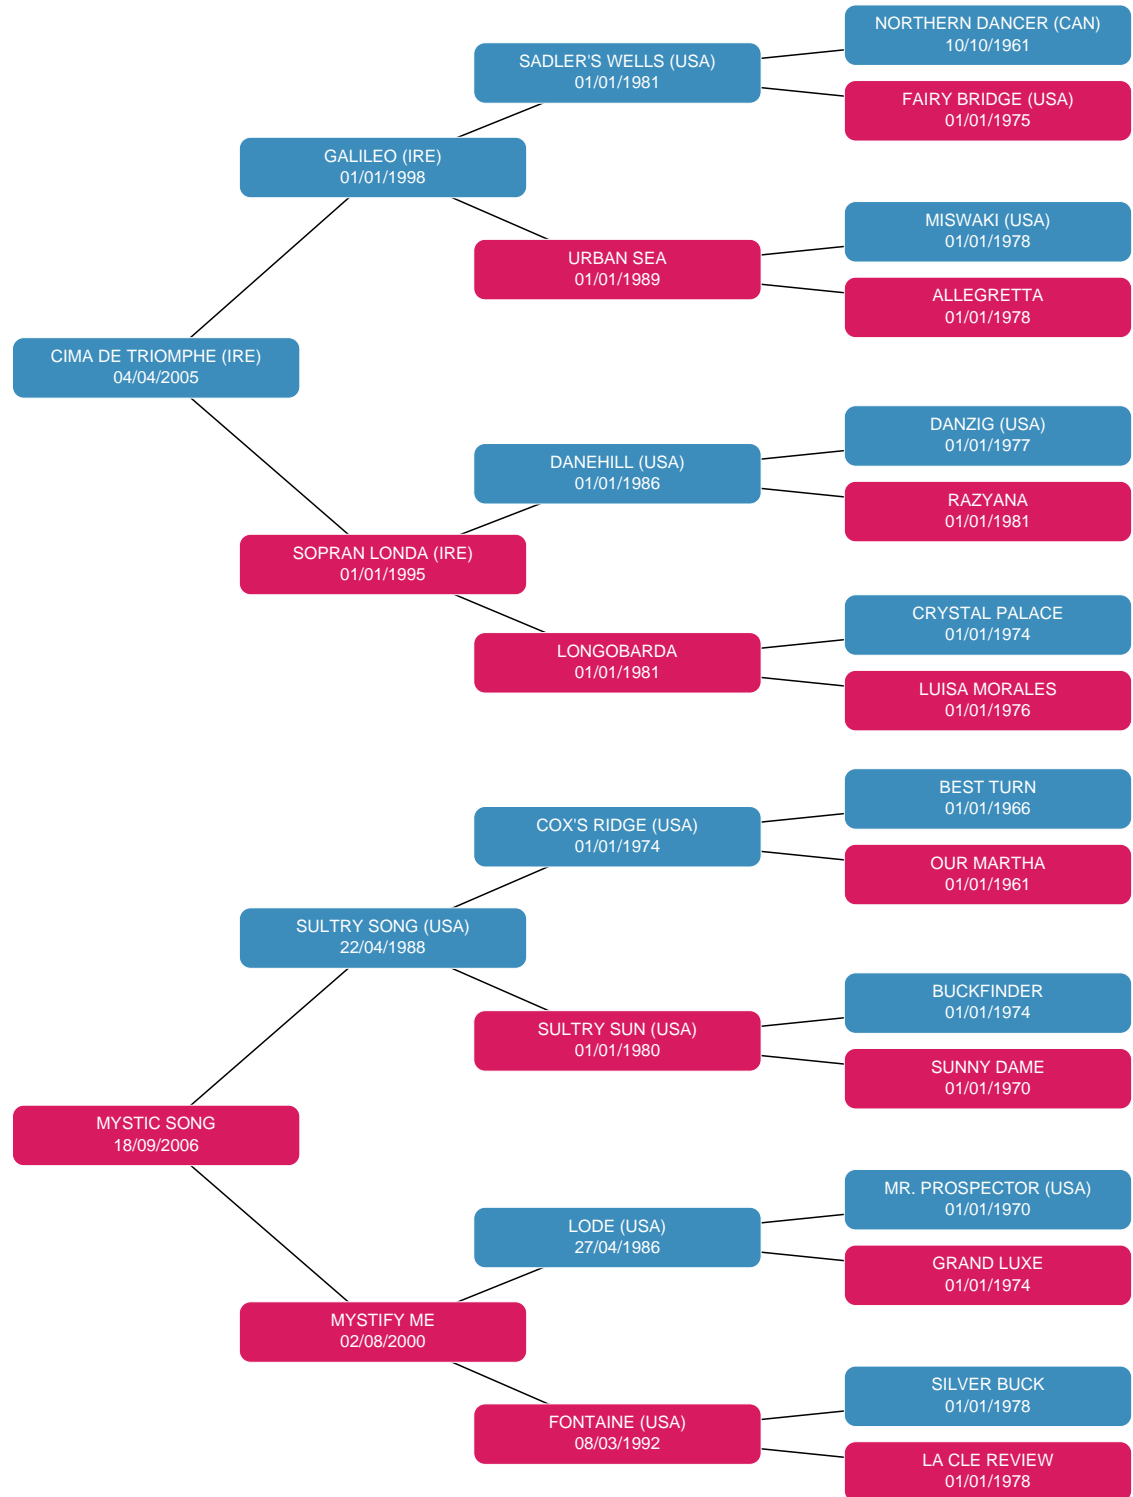 NORTHERN DANCER (CAN)
10/10/1961
SADLER'S WELLS (USA)
01/01/1981
FAIRY BRIDGE (USA)
01/01/1975
GALILEO (IRE)
01/01/1998
MISWAKI (USA)
01/01/1978
URBAN SEA
01/01/1989
ALLEGRETTA
01/01/1978
CIMA DE TRIOMPHE (IRE)
04/04/2005
DANZIG (USA)
01/01/1977
DANEHILL (USA)
01/01/1986
RAZYANA
01/01/1981
SOPRAN LONDA (IRE)
01/01/1995
CRYSTAL PALACE
01/01/1974
LONGOBARDA
01/01/1981
LUISA MORALES
01/01/1976
BEST TURN
01/01/1966
COX'S RIDGE (USA)
01/01/1974
OUR MARTHA
01/01/1961
SULTRY SONG (USA)
22/04/1988
BUCKFINDER
01/01/1974
SULTRY SUN (USA)
01/01/1980
SUNNY DAME
01/01/1970
MYSTIC SONG
18/09/2006
MR. PROSPECTOR (USA)
01/01/1970
LODE (USA)
27/04/1986
GRAND LUXE
01/01/1974
MYSTIFY ME
02/08/2000
SILVER BUCK
01/01/1978
FONTAINE (USA)
08/03/1992
LA CLE REVIEW
01/01/1978